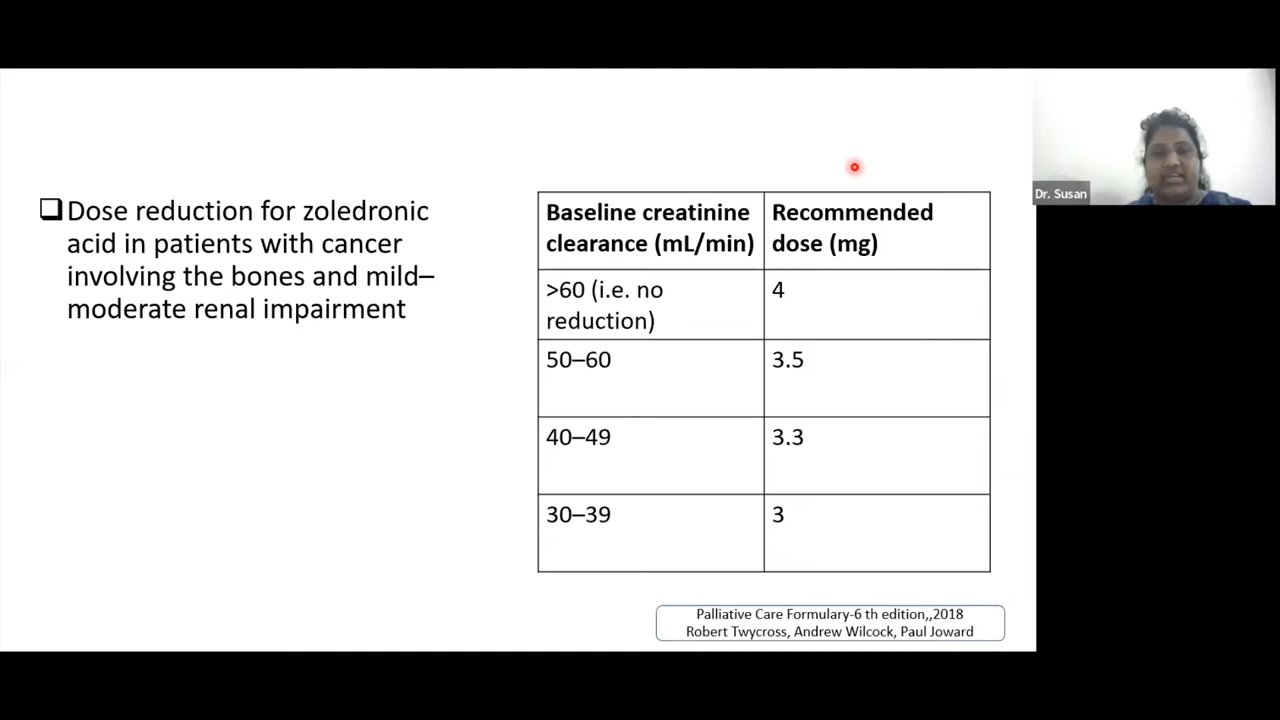 ❑Dose reduction for zoledronic
acid in patients with cancer
involving the bones and mild–
moderate renal impairment
Baseline creatinine clearance (mL/min)
Recommended dose (mg)
>60 (i.e. no reduction)
4
50–60
3.5
40–49
3.3
30–39
3
Palliative Care Formulary-6 th edition,,2018
Robert Twycross, Andrew Wilcock, Paul Joward
Dr. Susan